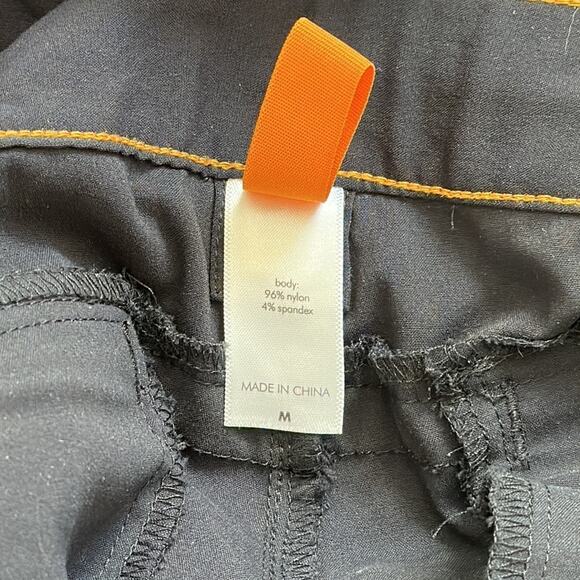 body:
96% nylon
4% spandex
MADE IN CHINA
M